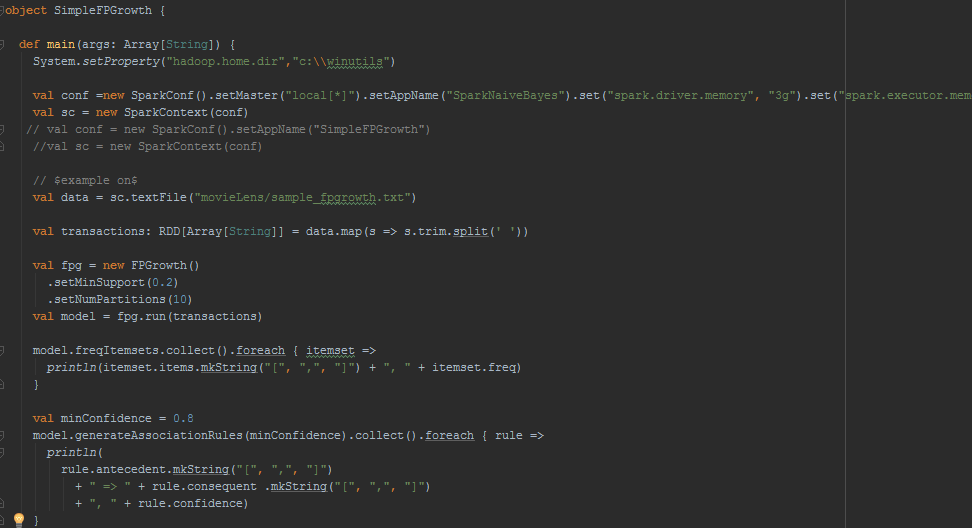 object SimpleFPGrowth {
def main(args: Array[String]) {
System.setProperty("hadoop.home.dir","c:\\winutils")
val conf =new SparkConf().setMaster("local[*]").setAppName("SparkNaiveBayes").set("spark.driver.memory", "3g").set("spark.executor.mem
val sc = new SparkContext(conf)
// val conf = new SparkConf().setAppName("SimpleFPGrowth")
//val sc = new SparkContext(conf)
// $example on$
val data = sc.textFile("movieLens/sample_fpgrowth.txt")
val transactions: RDD[Array[String]] = data.map(s => s.trim.split(' '))
val fpg = new FPGrowth()
.setMinSupport(0.2)
.setNumPartitions(10)
val model = fpg.run(transactions)
model.freqItemsets.collect().foreach { itemset =>
println(itemset.items.mkString("[", ",", "]") + ", " + itemset.freq)
}
val minConfidence = 0.8
model.generateAssociationRules(minConfidence).collect().foreach { rule =>
println(
rule.antecedent.mkString("[", ",", "]")
+ " => " + rule.consequent .mkString("[", ",", "]")
+ ", " + rule.confidence)
}